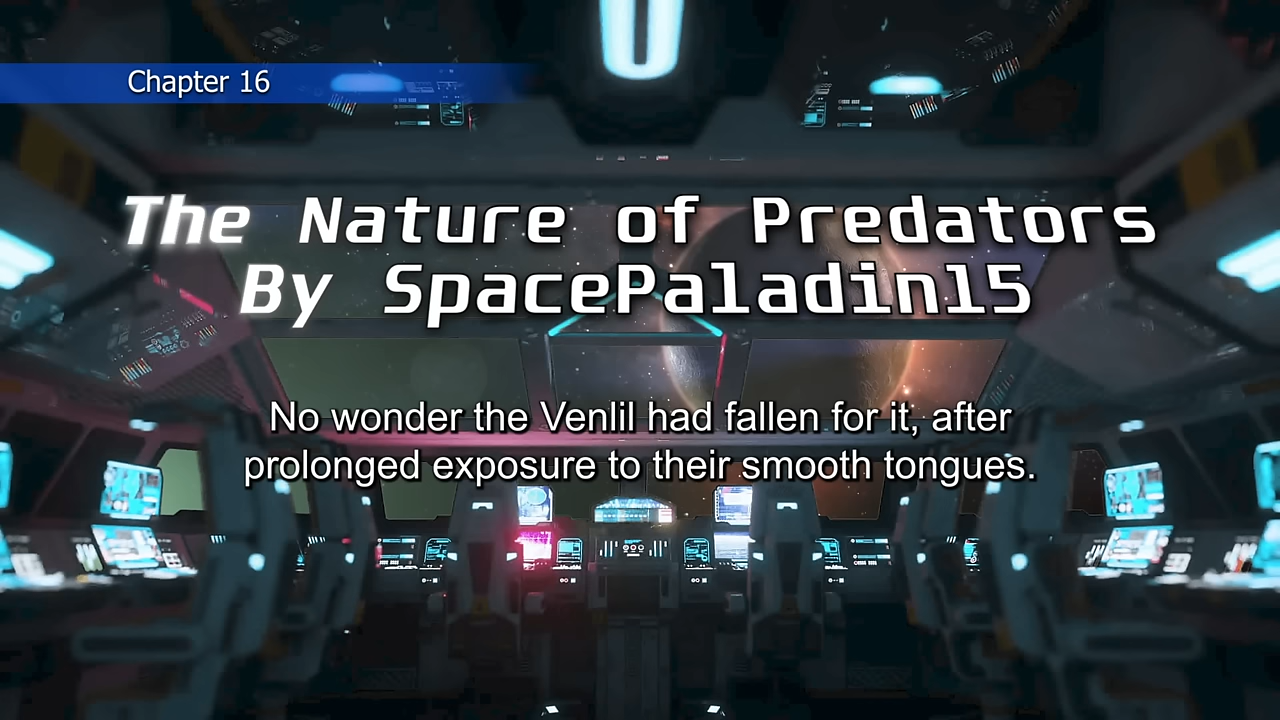 Chapter 16
The Nature of Predators
By SpacePaladin15
No wonder the Venlil had fallen for it, after
prolonged exposure to their smooth tongues.